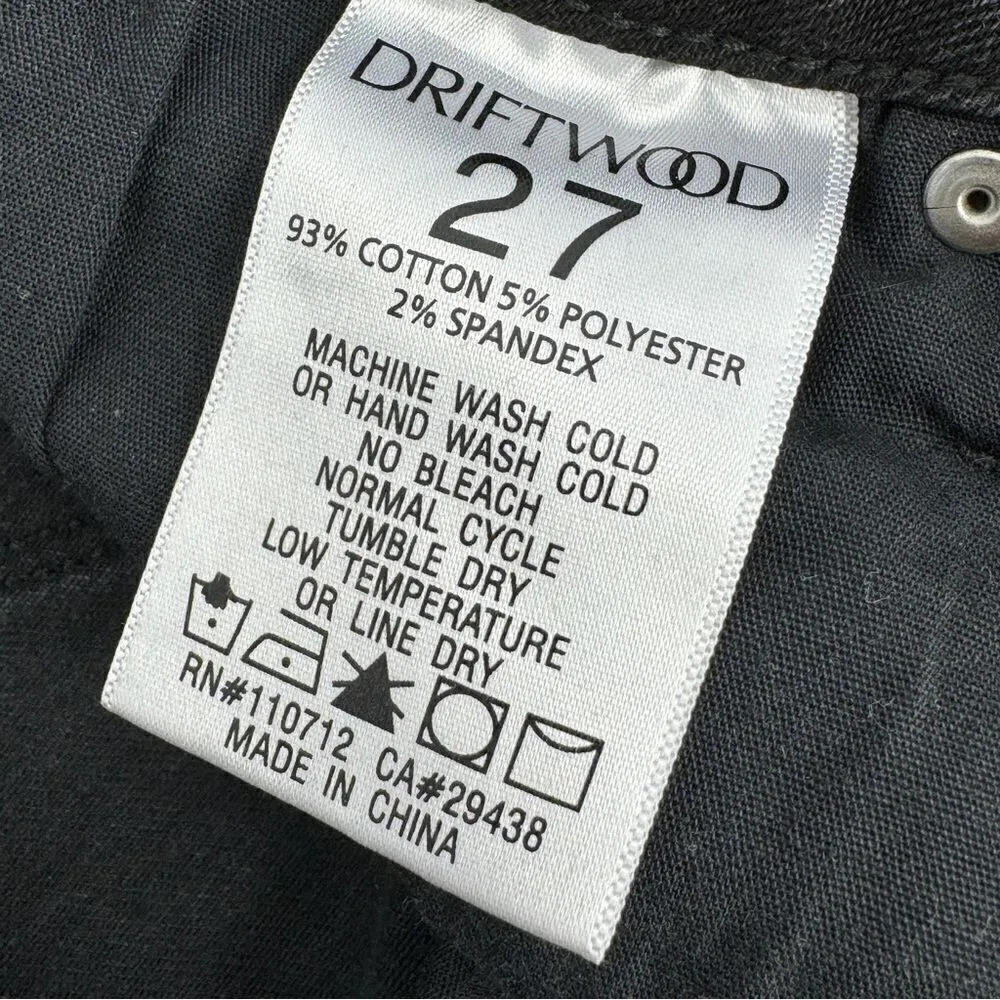 DRIFTWOOD
27
93% COTTON 5% POLYESTER
2% SPANDEX
MACHINE WASH COLD
OR HAND WASH COLD
NO BLEACH
NORMAL CYCLE
TUMBLE DRY
LOW TEMPERATURE
OR LINE DRY
RN#110712 CA#29438
MADE IN CHINA